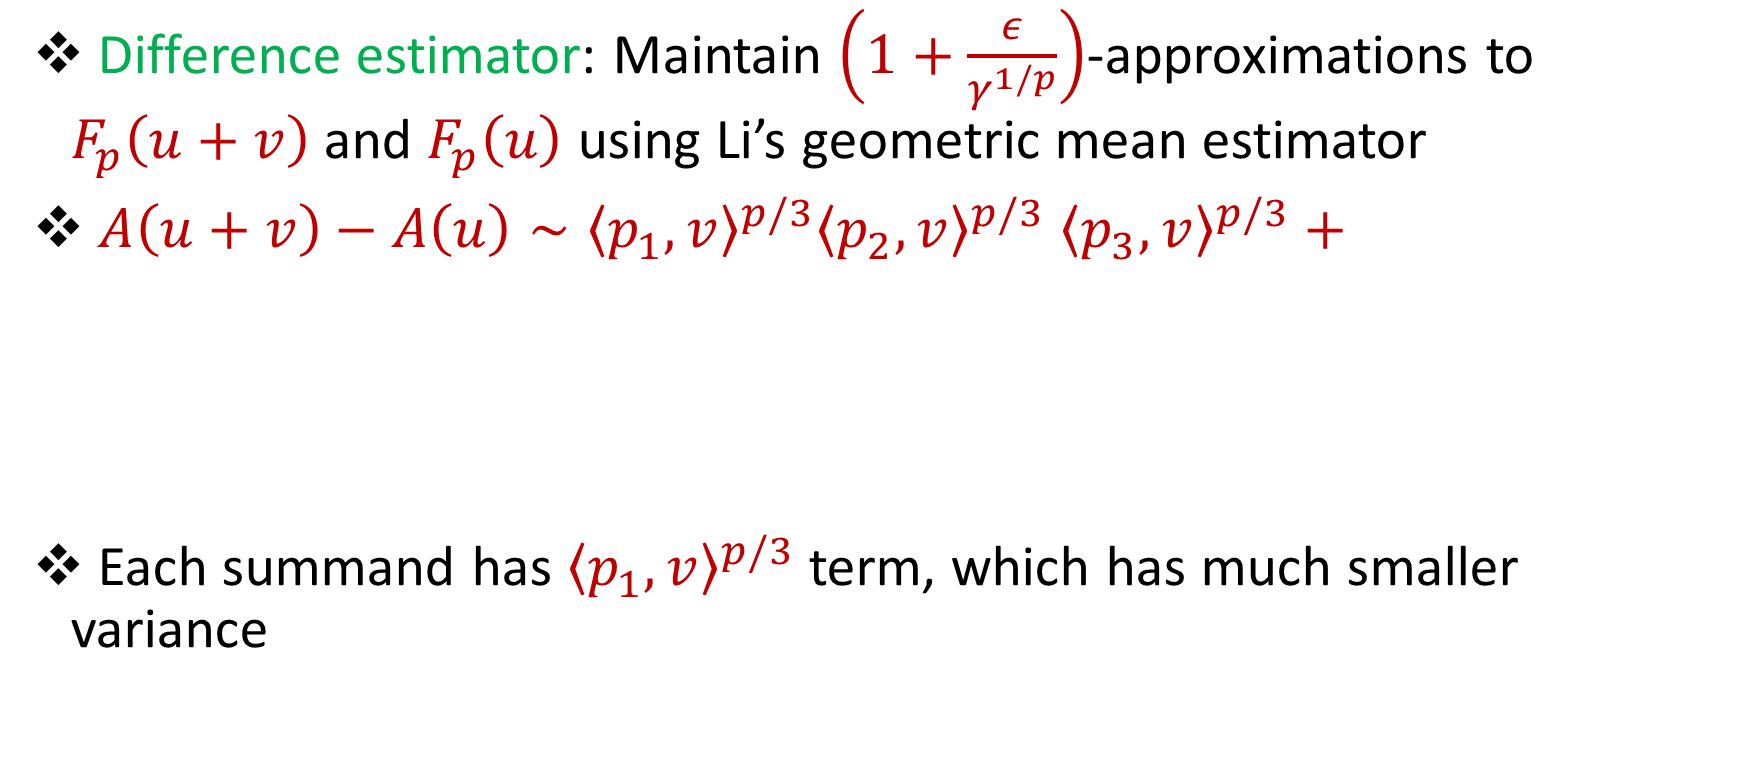 ❖ Difference estimator: Maintain (1 + ϵ/γ^{1/p})-approximations to
F_p(u + v) and F_p(u) using Li’s geometric mean estimator
❖ A(u + v) − A(u) ~ ⟨p_1, v⟩^{p/3}⟨p_2, v⟩^{p/3} ⟨p_3, v⟩^{p/3} +
❖ Each summand has ⟨p_1, v⟩^{p/3} term, which has much smaller
variance